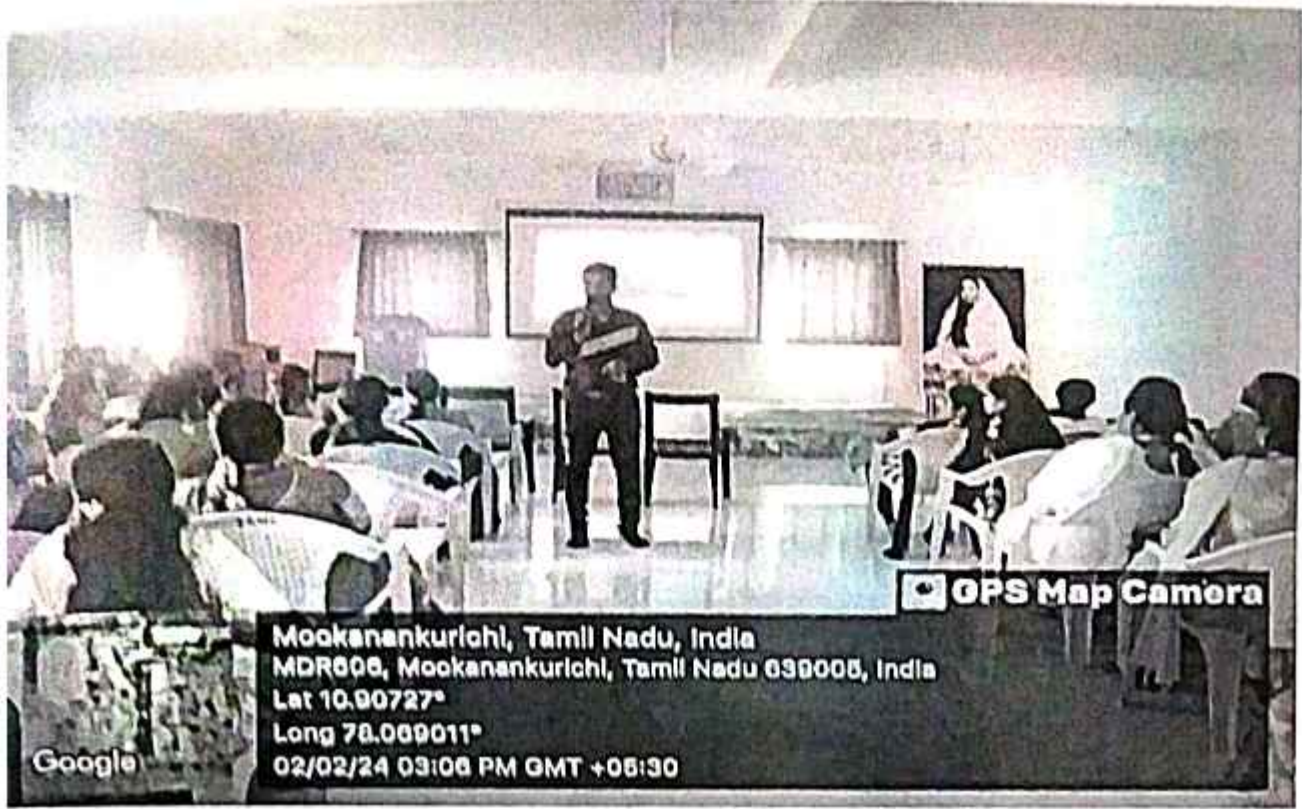 GPS Map Camera
Mookanankurichi, Tamil Nadu, India
MDR606, Mookanankurichi, Tamil Nadu 639005, India
Lat 10.90727°
Long 78.069011°
02/02/24 03:06 PM GMT +05:30
Google